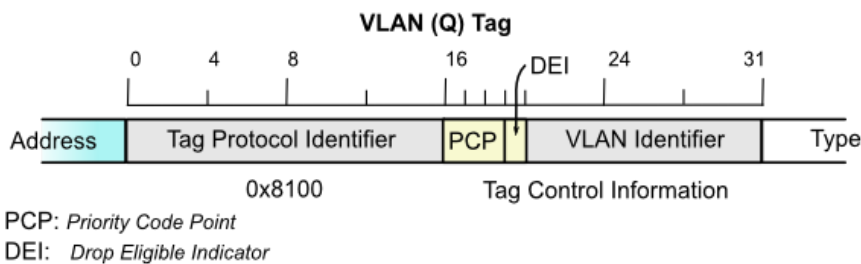 VLAN (Q) Tag
0 4 8 16 DEI 24 31
Address Tag Protocol Identifier PCP VLAN Identifier Type
0x8100 Tag Control Information
PCP: Priority Code Point
DEI: Drop Eligible Indicator